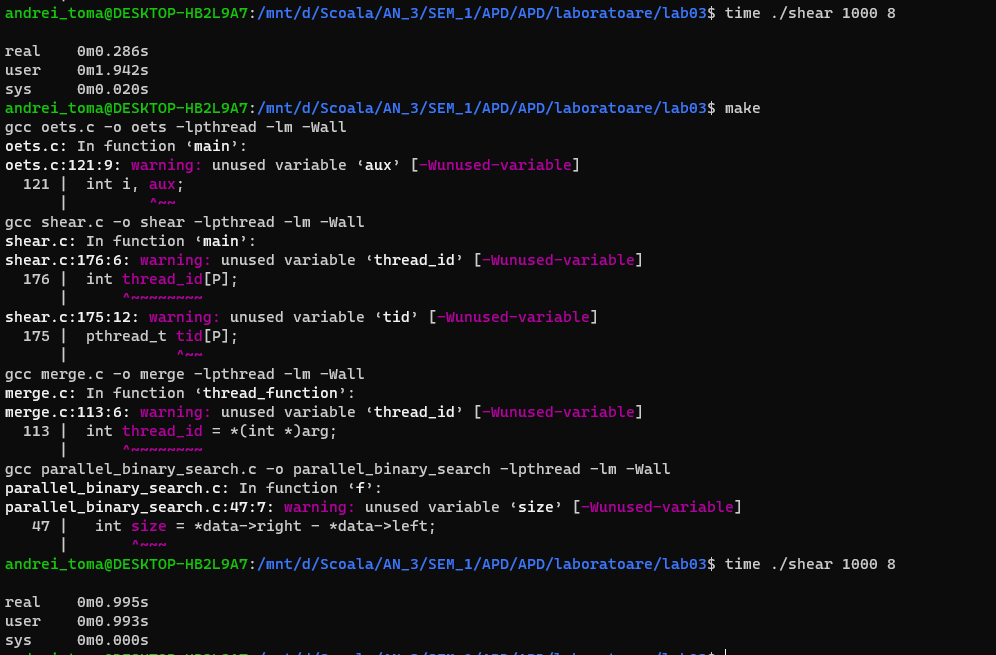 andrei_toma@DESKTOP-HB2L9A7:/mnt/d/Scoala/AN_3/SEM_1/APD/APD/laboratoare/lab03$ time ./shear 1000 8
real    0m0.286s
user    0m1.942s
sys     0m0.020s
andrei_toma@DESKTOP-HB2L9A7:/mnt/d/Scoala/AN_3/SEM_1/APD/APD/laboratoare/lab03$ make
gcc oets.c -o oets -lpthread -lm -Wall
oets.c: In function ‘main’:
oets.c:121:9: warning: unused variable ‘aux’ [-Wunused-variable]
  121 |  int i, aux;
      |         ^~~
gcc shear.c -o shear -lpthread -lm -Wall
shear.c: In function ‘main’:
shear.c:176:6: warning: unused variable ‘thread_id’ [-Wunused-variable]
  176 |  int thread_id[P];
      |      ^~~~~~~~~
shear.c:175:12: warning: unused variable ‘tid’ [-Wunused-variable]
  175 |  pthread_t tid[P];
      |            ^~~
gcc merge.c -o merge -lpthread -lm -Wall
merge.c: In function ‘thread_function’:
merge.c:113:6: warning: unused variable ‘thread_id’ [-Wunused-variable]
  113 |  int thread_id = *(int *)arg;
      |      ^~~~~~~~~
gcc parallel_binary_search.c -o parallel_binary_search -lpthread -lm -Wall
parallel_binary_search.c: In function ‘f’:
parallel_binary_search.c:47:7: warning: unused variable ‘size’ [-Wunused-variable]
   47 |   int size = *data->right - *data->left;
      |       ^~~~
andrei_toma@DESKTOP-HB2L9A7:/mnt/d/Scoala/AN_3/SEM_1/APD/APD/laboratoare/lab03$ time ./shear 1000 8
real    0m0.995s
user    0m0.993s
sys     0m0.000s